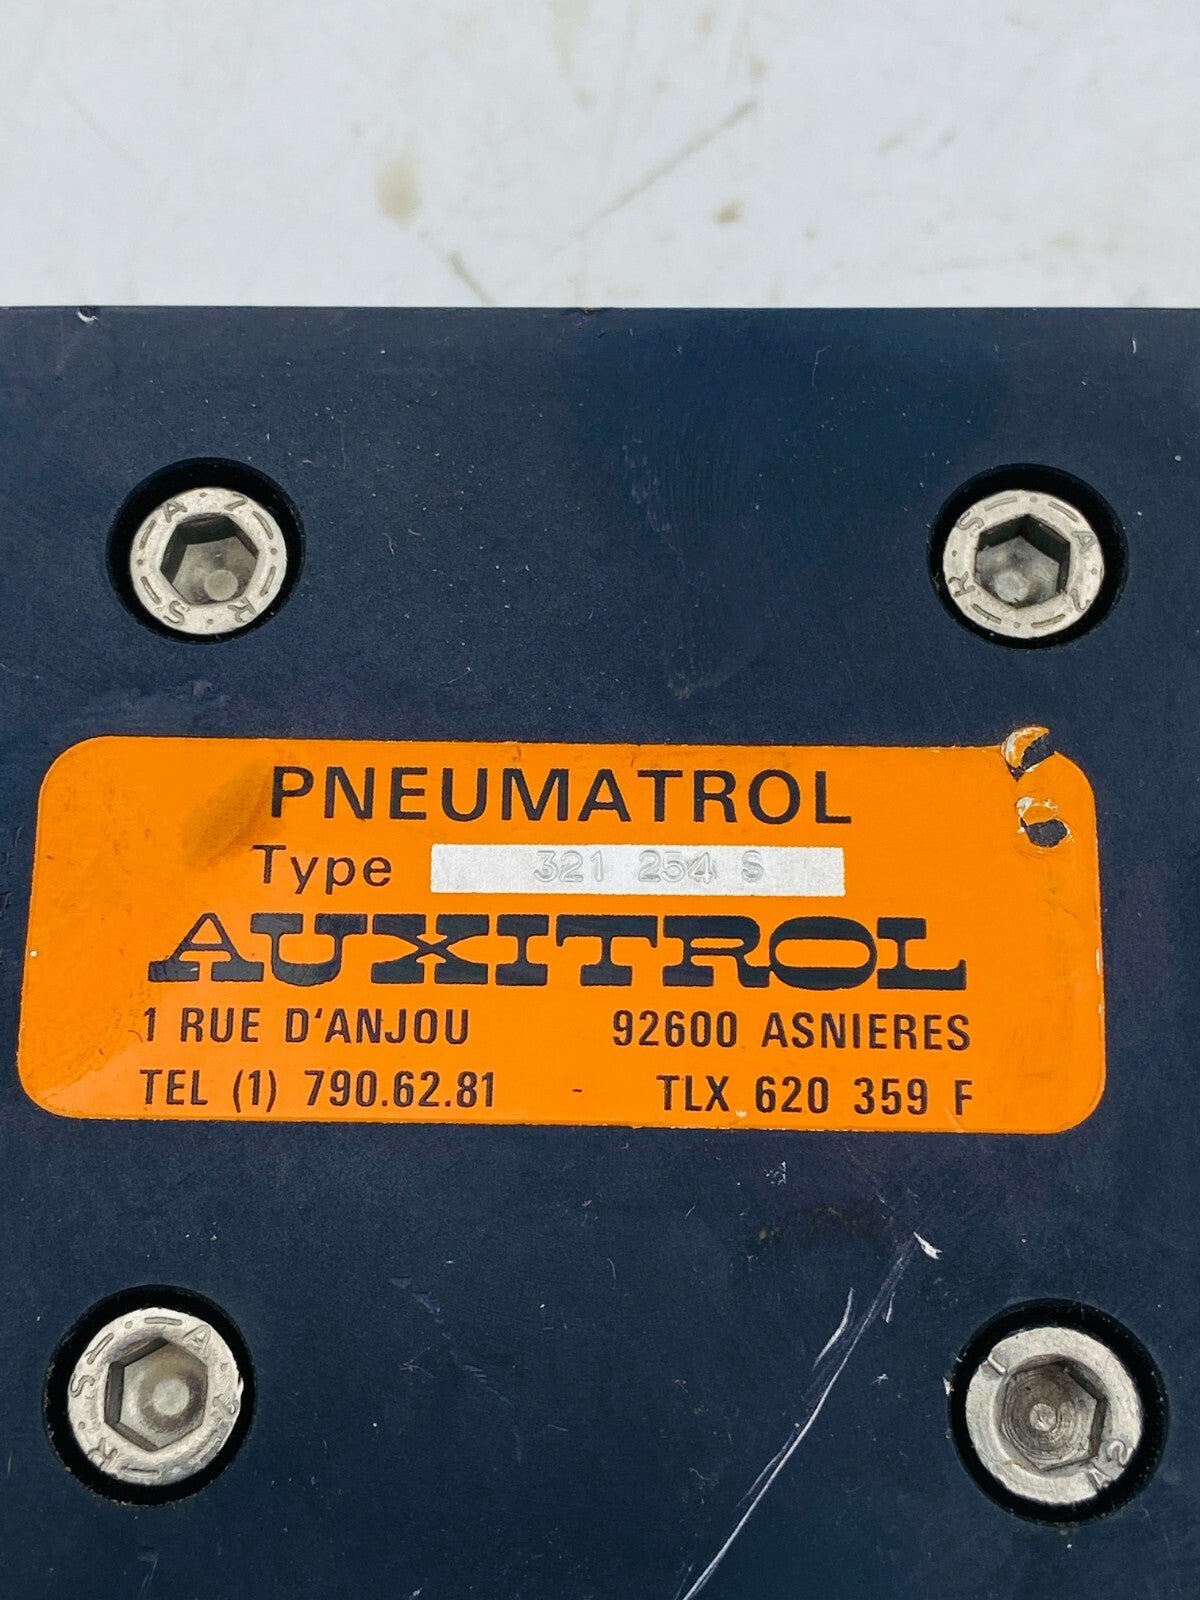 PNEUMATROL
Type 321 254 S
AUXITROL
1 RUE D'ANJOU 92600 ASNIERES
TEL (1) 790.62.81 - TLX 620 359 F